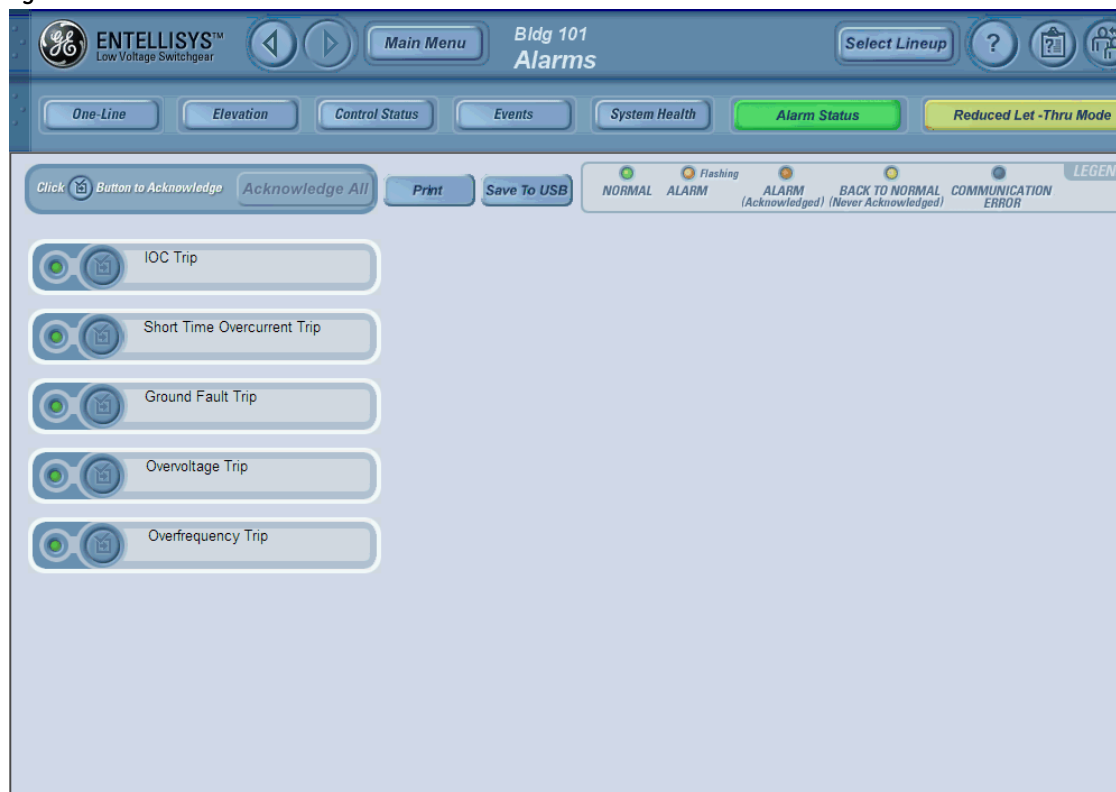 ENTELLISYS™
Low Voltage Switchgear
Main Menu
Bldg 101
Alarms
Select Lineup
?
One-Line
Elevation
Control Status
Events
System Health
Alarm Status
Reduced Let -Thru Mode
Click Button to Acknowledge
Acknowledge All
Print
Save To USB
NORMAL
Flashing
ALARM
ALARM
(Acknowledged)
BACK TO NORMAL
(Never Acknowledged)
COMMUNICATION
ERROR
LEGEN
IOC Trip
Short Time Overcurrent Trip
Ground Fault Trip
Overvoltage Trip
Overfrequency Trip